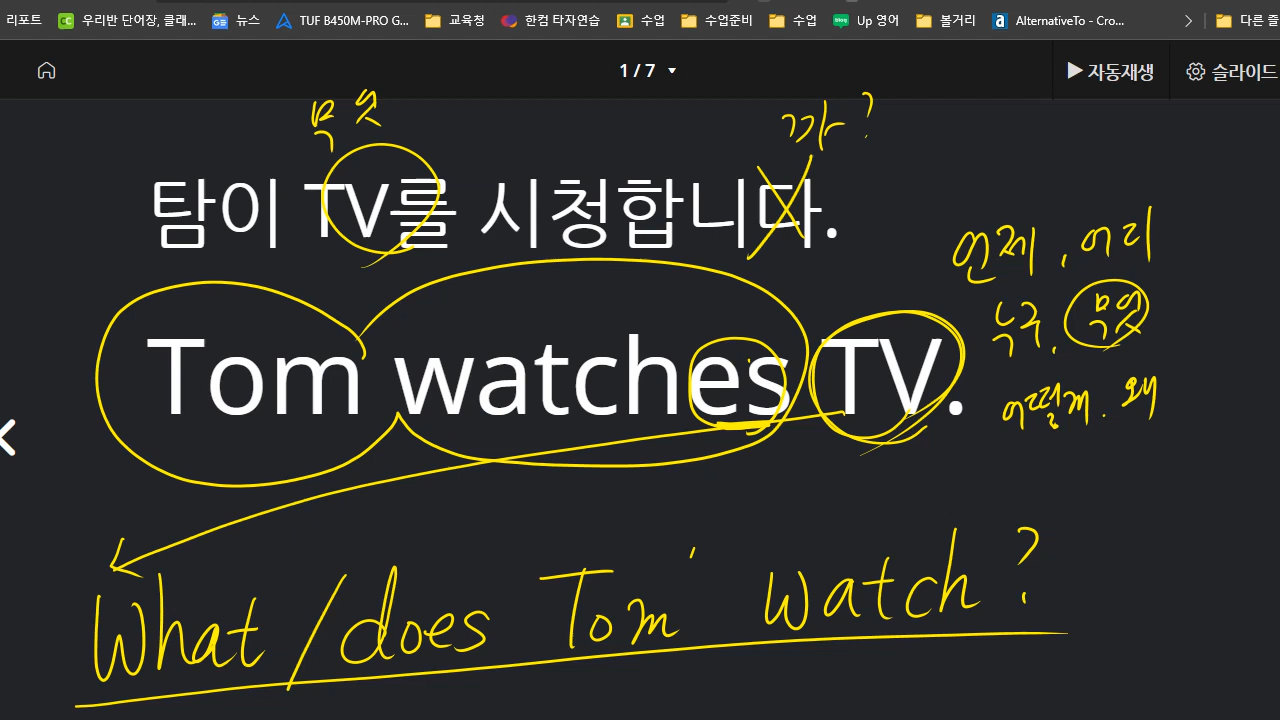 리포트 우리반 단어장, 클래... 뉴스 TUF B450M-PRO G... 교육청 한컴 타자연습 수업 수업준비 수업 Up 영어 볼거리 AlternativeTo - Cro... 다른 즐
1 / 7 자동재생 슬라이드
무엇 까?
탐이 TV를 시청합니다.
언제, 어디
누구, 무엇
Tom watches TV.
어떻게. 왜
What / does Tom watch?